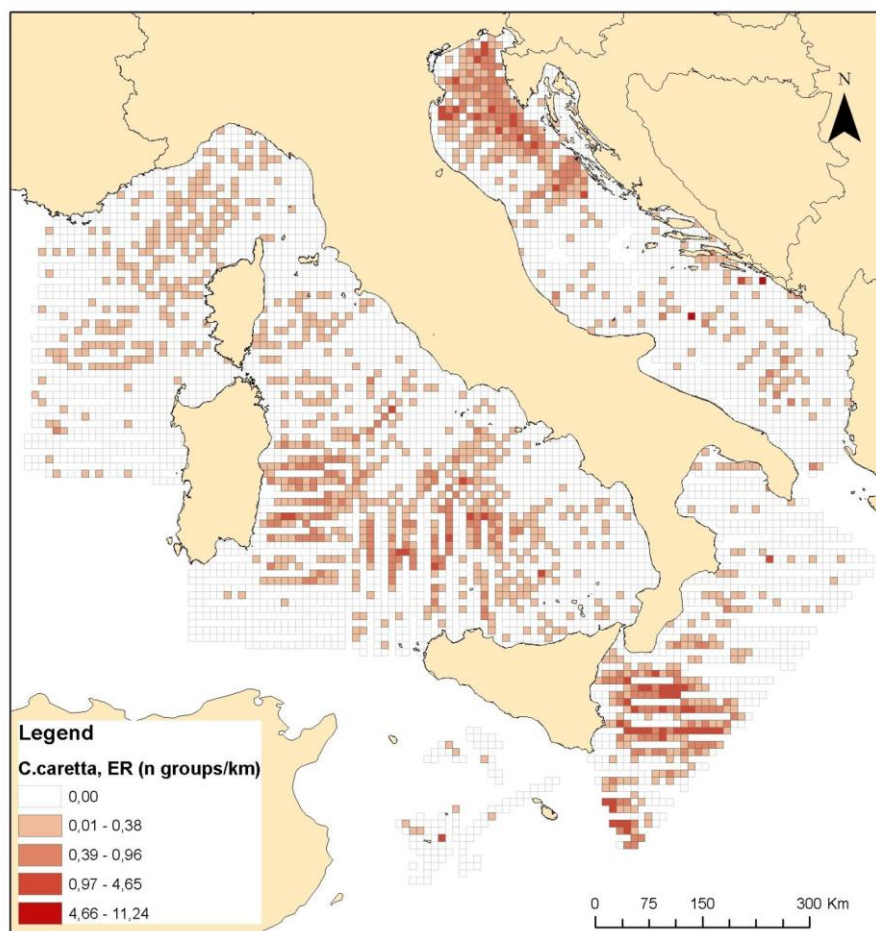 N
Legend
C.caretta, ER (n groups/km)
0,00
0,01 - 0,38
0,39 - 0,96
0,97 - 4,65
4,66 - 11,24
0 75 150 300 Km